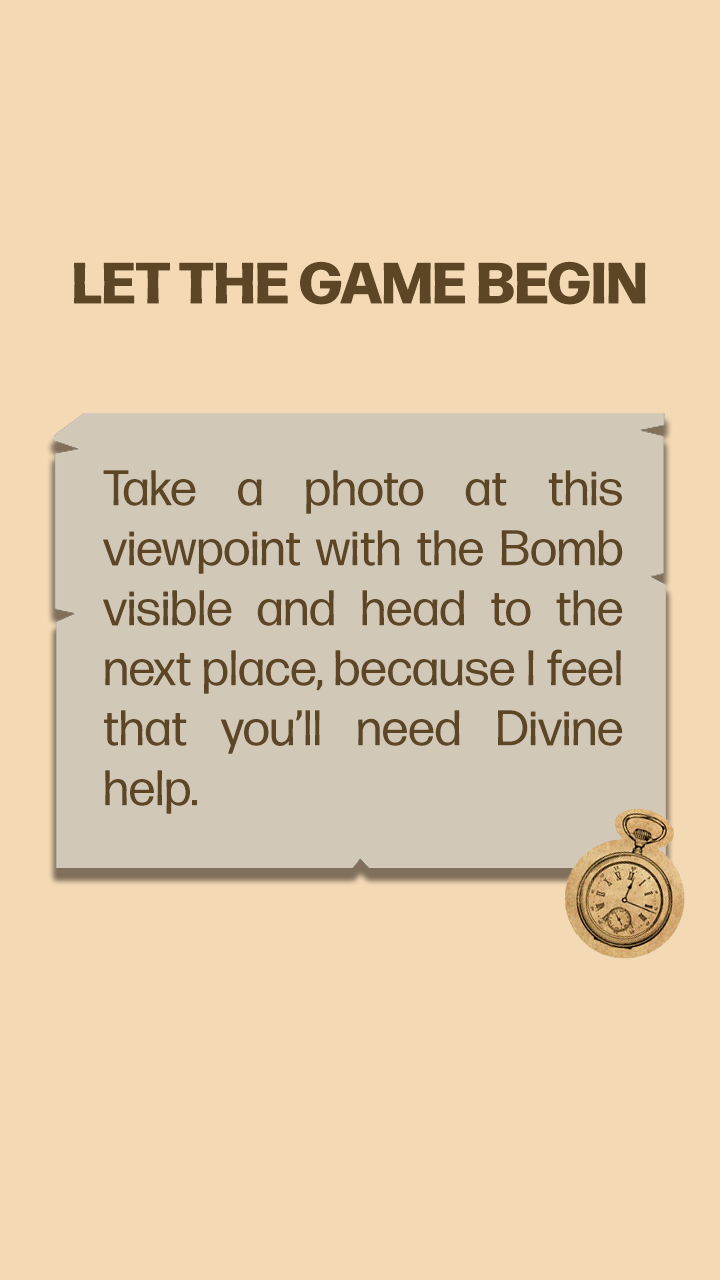 LET THE GAME BEGIN
Take a photo at this
viewpoint with the Bomb
visible and head to the
next place, because I feel
that you’ll need Divine
help.